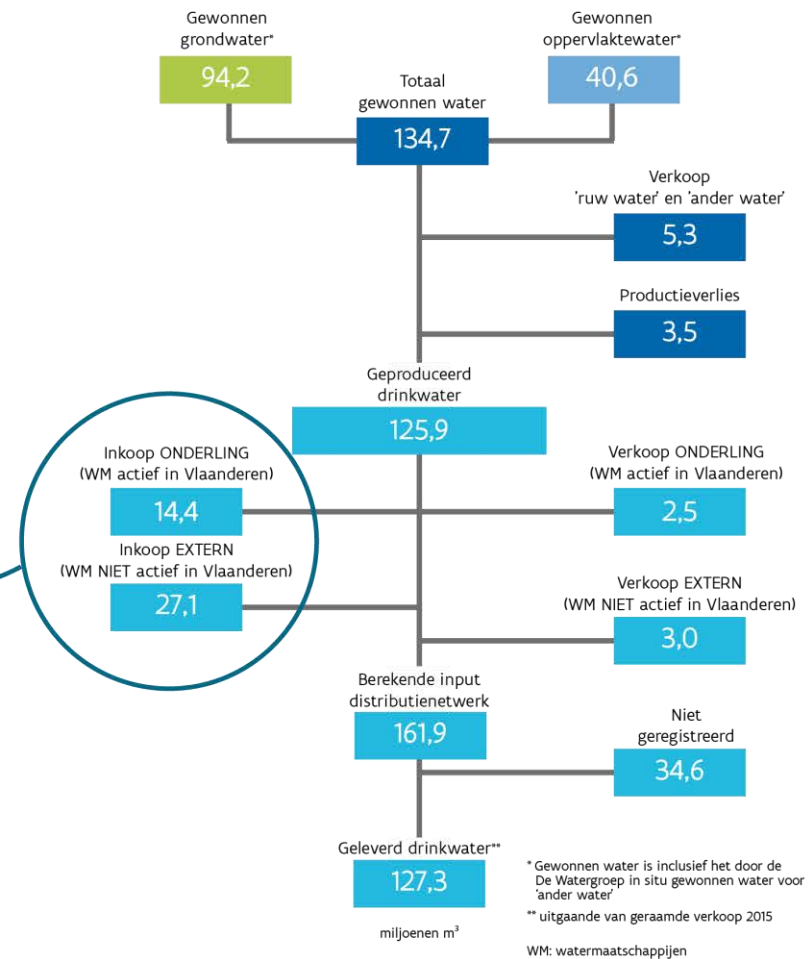 Gewonnen
grondwater*
94,2
Gewonnen
oppervlaktewater*
40,6
Totaal
gewonnen water
134,7
Verkoop
'ruw water' en 'ander water'
5,3
Productieverlies
3,5
Geproduceerd
drinkwater
125,9
Inkoop ONDERLING
(WM actief in Vlaanderen)
14,4
Verkoop ONDERLING
(WM actief in Vlaanderen)
2,5
Inkoop EXTERN
(WM NIET actief in Vlaanderen)
27,1
Verkoop EXTERN
(WM NIET actief in Vlaanderen)
3,0
Berekende input
distributienetwerk
161,9
Niet
geregistreerd
34,6
Geleverd drinkwater**
127,3
miljoenen m³
* Gewonnen water is inclusief het door de
De Watergroep in situ gewonnen water voor
'ander water'
** uitgaande van geraamde verkoop 2015
WM: watermaatschappijen